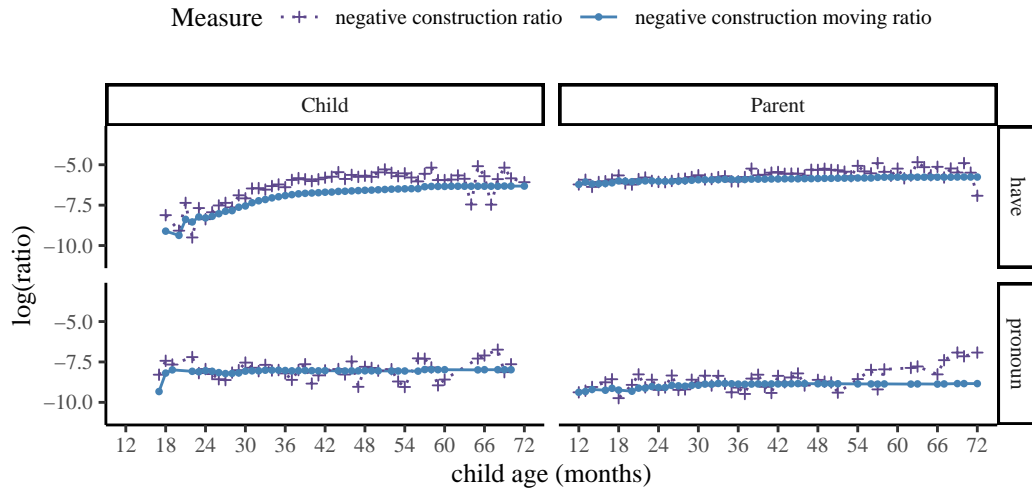 Measure negative construction ratio negative construction moving ratio
Child Parent
have
−5.0
−7.5
−10.0
pronoun
−5.0
−7.5
−10.0
log(ratio)
12 18 24 30 36 42 48 54 60 66 72 12 18 24 30 36 42 48 54 60 66 72
child age (months)